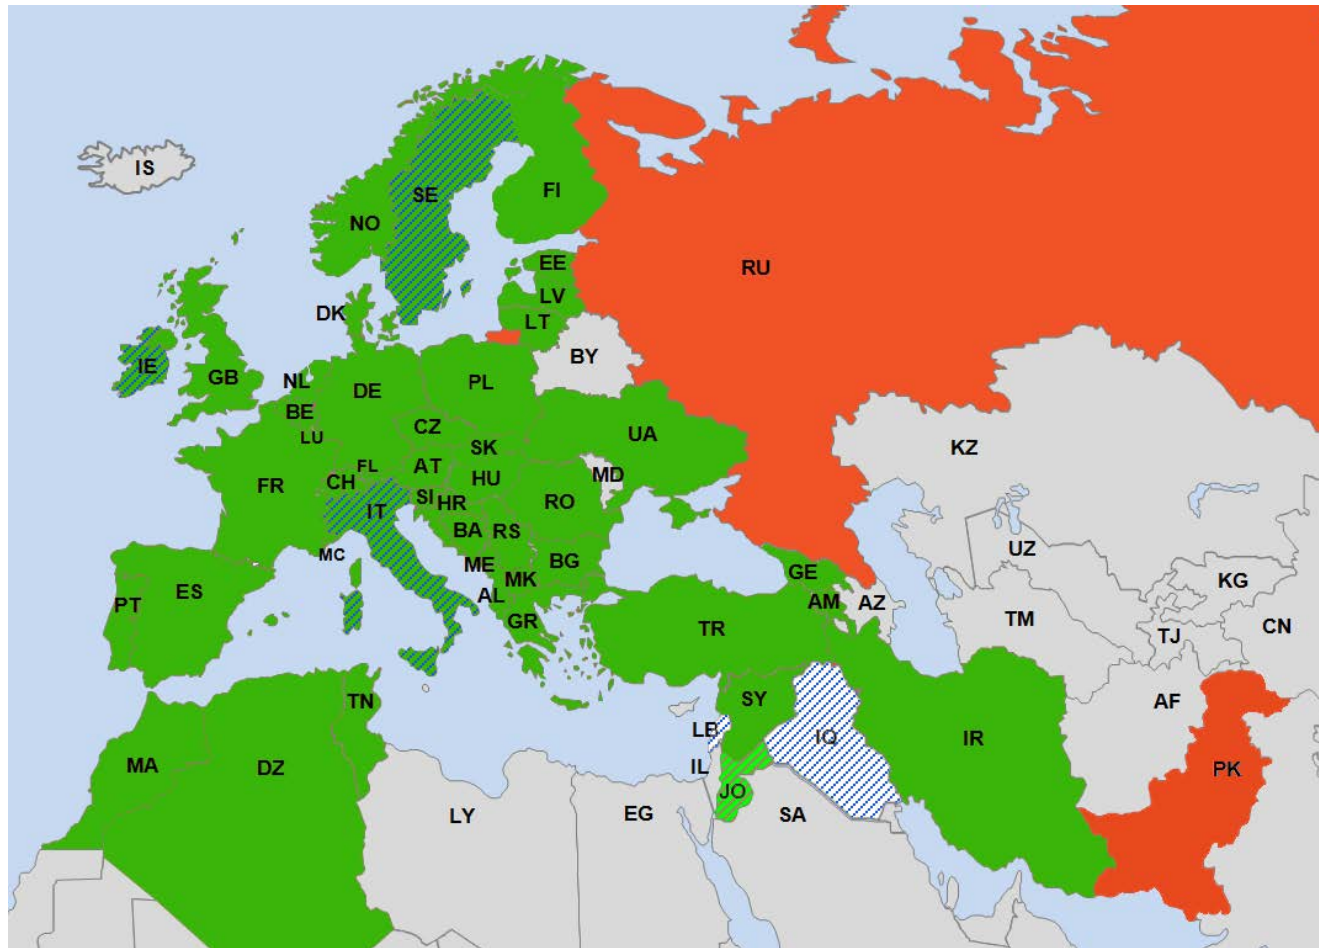 IS
SE
FI
NO
RU
EE
LV
DK
LT
BY
IE
GB
NL
DE
PL
BE
CZ
LU
UA
SK
KZ
FL
AT
MD
CH
HU
FR
SI
HR
RO
IT
BA
RS
UZ
MC
ME
BG
GE
MK
KG
ES
PT
AL
AM
AZ
GR
TR
TM
TJ
CN
TN
SY
AF
LB
IQ
IR
MA
DZ
IL
PK
JO
LY
EG
SA